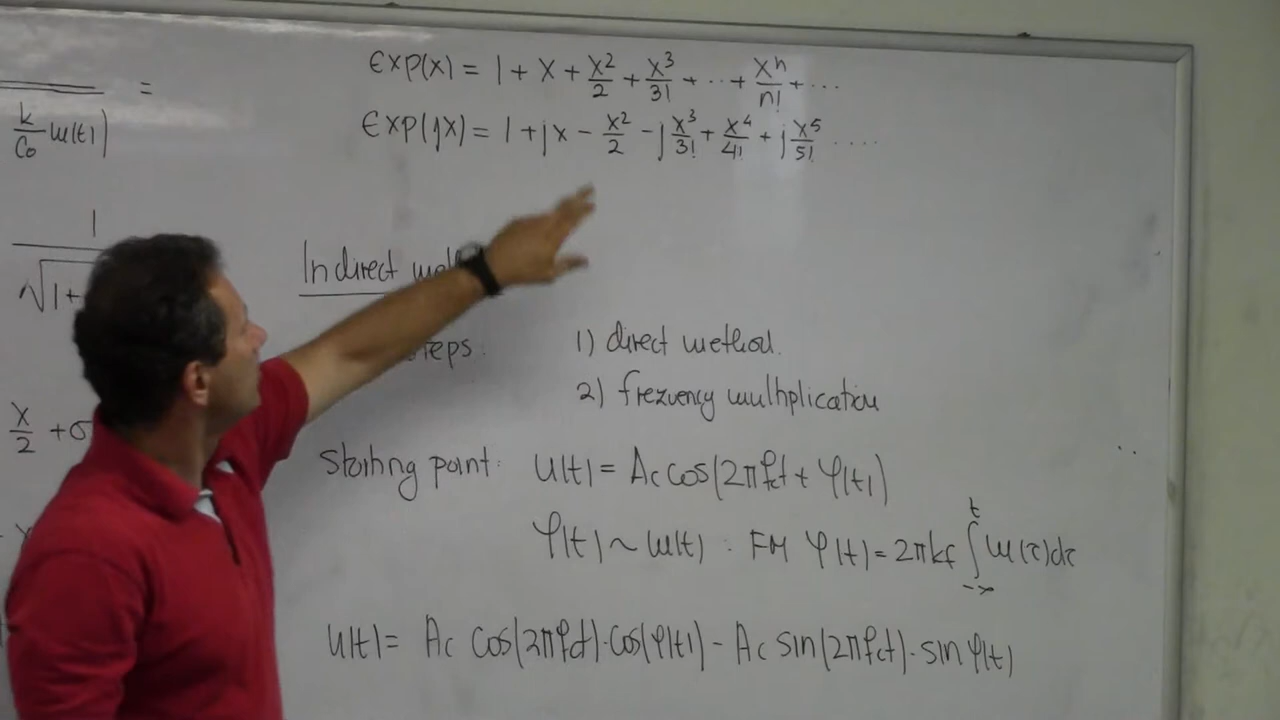 =
k/C₀ m(t)
1
√1+
x/2 + σ
exp(x) = 1 + x + x²/2 + x³/3! + ... + xⁿ/n! + ...
exp(jx) = 1 + jx - x²/2 - j x³/3! + x⁴/4! + j x⁵/5! ....
Indirect
1) direct method.
2) frequency multiplication
Starting point: u(t) = Ac cos(2πfct + φ(t))
φ(t) ~ m(t) : FM φ(t) = 2πkf ∫_{-∞}^{t} m(τ)dτ
u(t) = Ac cos(2πfct)·cos(φ(t)) - Ac sin(2πfct)·sin φ(t)